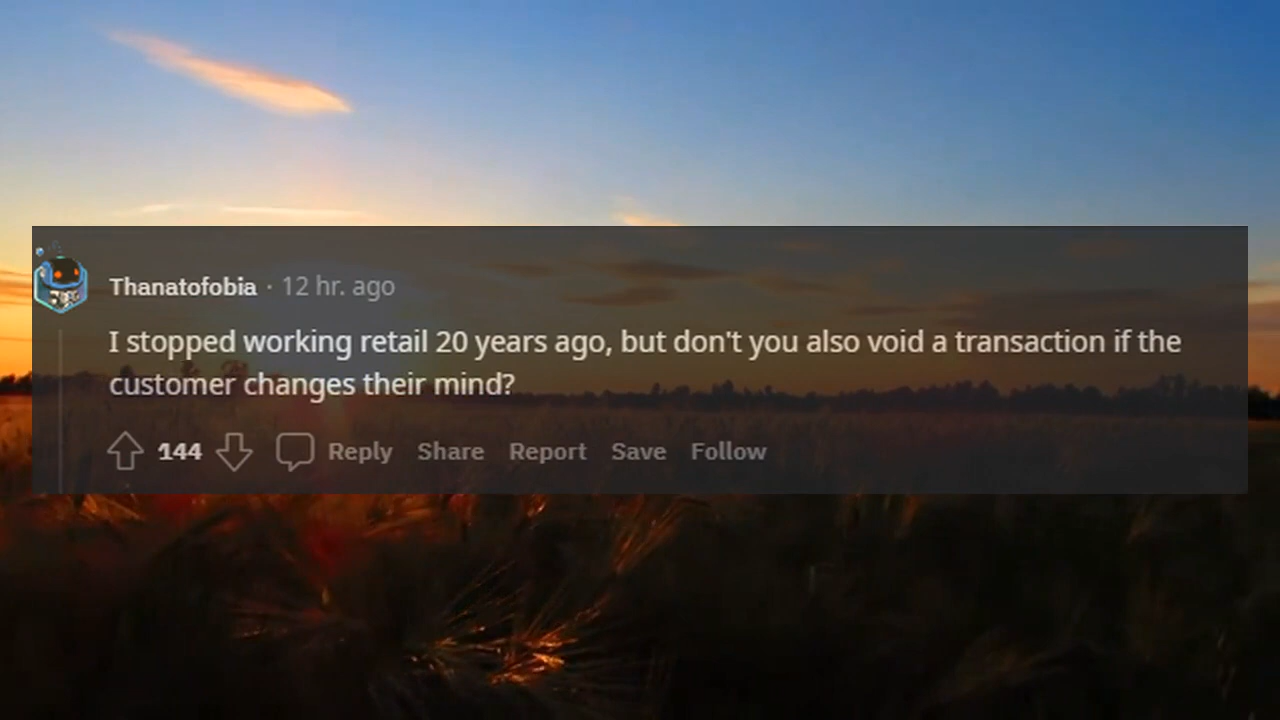 Thanatofobia · 12 hr. ago
I stopped working retail 20 years ago, but don't you also void a transaction if the
customer changes their mind?
144 Reply Share Report Save Follow